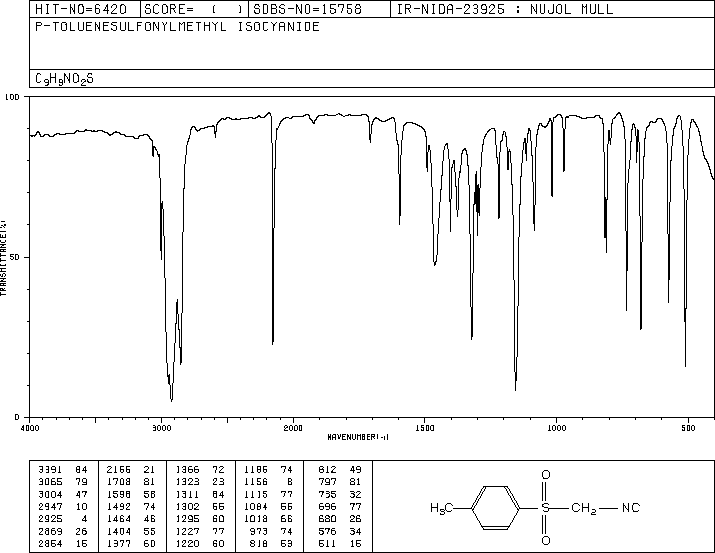 HIT-NO=6420 SCORE= ( ) SDBS-NO=15758 IR-NIDA-23925 : NUJOL MULL
P-TOLUENESULFONYLMETHYL ISOCYANIDE
C9H9NO2S
100
50
0
TRANSMITTANCE(%)
4000 3000 2000 1500 1000 500
WAVENUMBER(-1)
3391 84 2155 21 1366 72 1186 74 812 49
3065 79 1708 81 1323 23 1156 8 797 81
3004 47 1598 58 1311 84 1115 77 735 32
2947 10 1492 74 1302 55 1084 55 696 77
2925 4 1464 46 1295 60 1018 66 680 26
2869 26 1404 55 1227 77 973 74 576 34
2854 15 1377 60 1220 60 818 53 511 15
O
H3C S CH2 NC
O